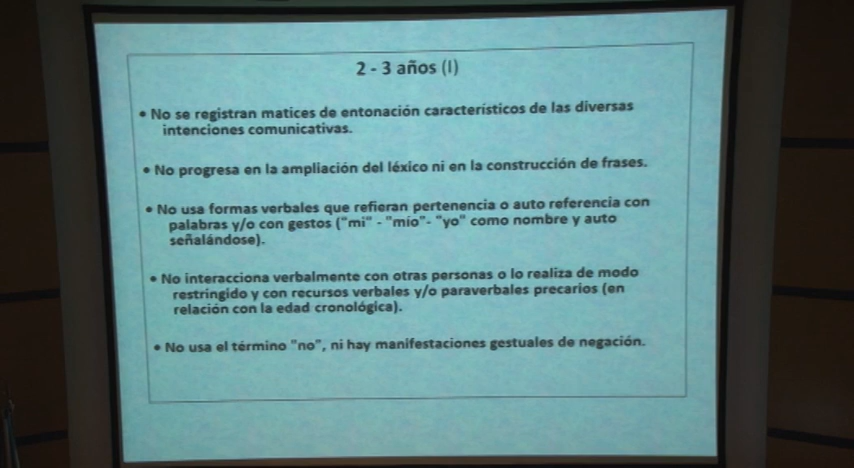 2 - 3 años (I)
• No se registran matices de entonación característicos de las diversas
intenciones comunicativas.
• No progresa en la ampliación del léxico ni en la construcción de frases.
• No usa formas verbales que refieran pertenencia o auto referencia con
palabras y/o con gestos ("mi" - "mio"- "yo" como nombre y auto
señalándose).
• No interacciona verbalmente con otras personas o lo realiza de modo
restringido y con recursos verbales y/o paraverbales precarios (en
relación con la edad cronológica).
• No usa el término "no", ni hay manifestaciones gestuales de negación.